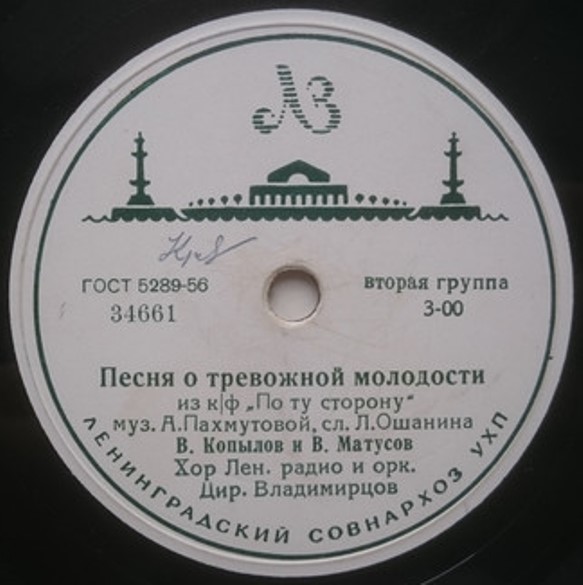 ЛЗ
ГОСТ 5289-56
вторая группа
34661
3-00
Песня о тревожной молодости
из к/ф „По ту сторону"
муз. А.Пахмутовой, сл. Л.Ошанина
В. Копылов и В. Матусов
Хор Лен. радио и орк.
Дир. Владимирцов
ЛЕНИНГРАДСКИЙ СОВНАРХОЗ УХП